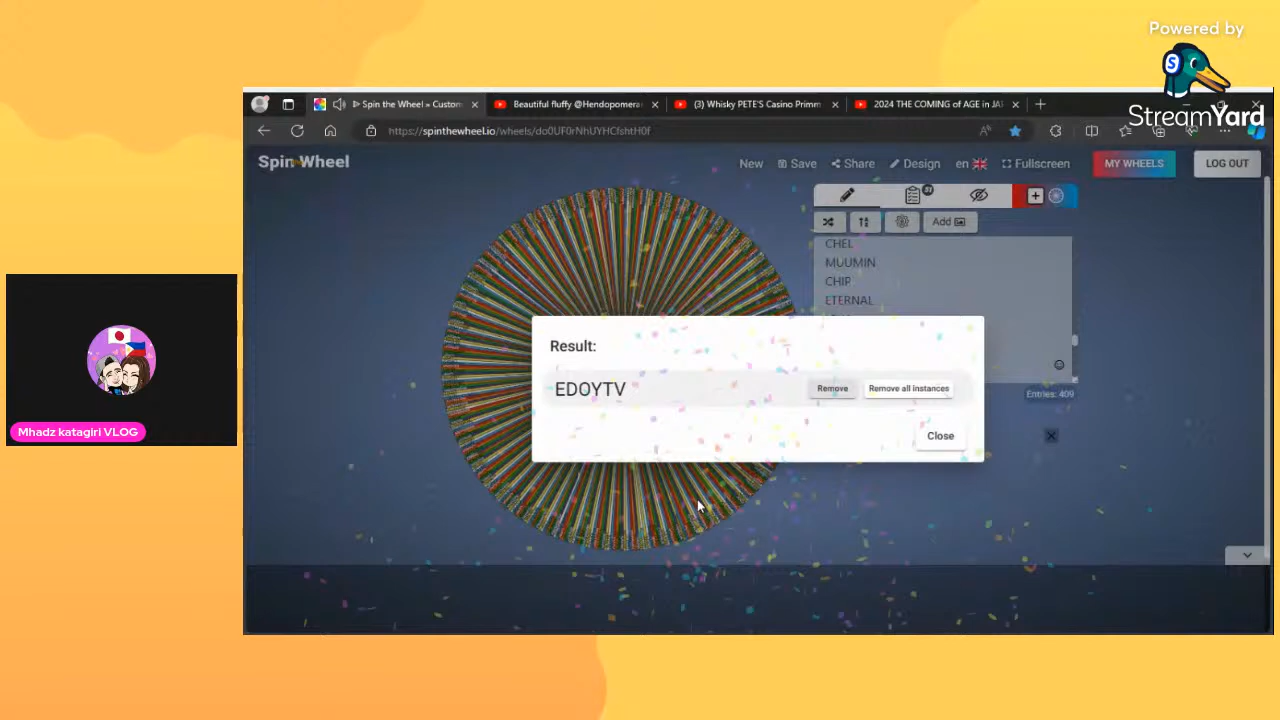 Powered by
StreamYard
Spin the Wheel » Custom
Beautiful fluffy @Hendopomera
(3) Whisky PETE'S Casino Primm
2024 THE COMING of AGE in JA
https://spinthewheel.io/wheels/do0UF0rNhUYHCfshtH0f
Spin Wheel
New
Save
Share
Design
en
Fullscreen
MY WHEELS
LOG OUT
Add
CHEL
MUUMIN
CHIP
ETERNAL
Result:
EDOYTV
Remove
Remove all instances
Close
Entries: 409
Mhadz katagiri VLOG